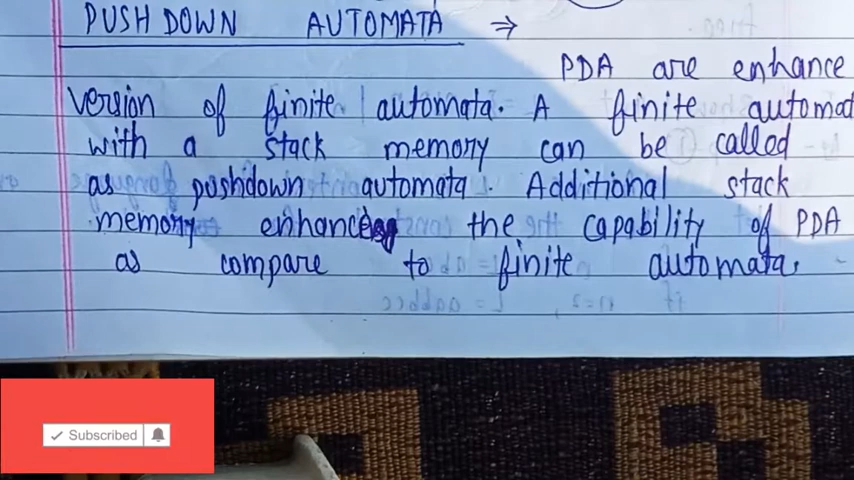 PUSH DOWN AUTOMATA ⇒
PDA are enhance
version of finite automata. A finite automat
with a stack memory can be called
as pushdown automata. Additional stack
memory enhances the capability of PDA
as compare to finite automata.
✓ Subscribed